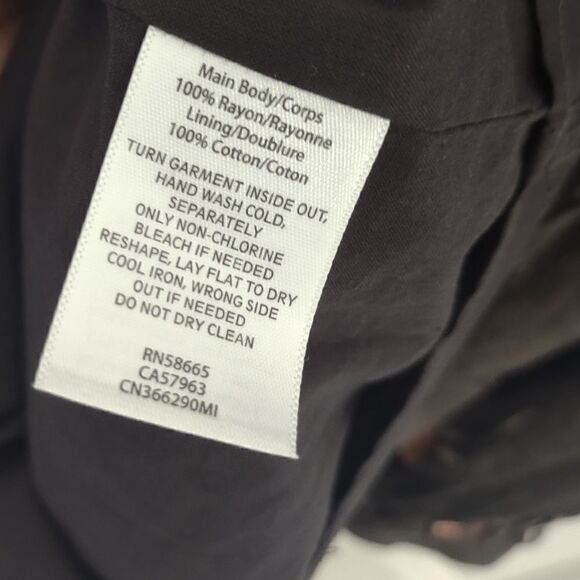 Main Body/Corps
100% Rayon/Rayonne
Lining/Doublure
100% Cotton/Coton
TURN GARMENT INSIDE OUT,
HAND WASH COLD,
SEPARATELY
ONLY NON-CHLORINE
BLEACH IF NEEDED
RESHAPE, LAY FLAT TO DRY
COOL IRON, WRONG SIDE
OUT IF NEEDED
DO NOT DRY CLEAN
RN58665
CA57963
CN366290MI